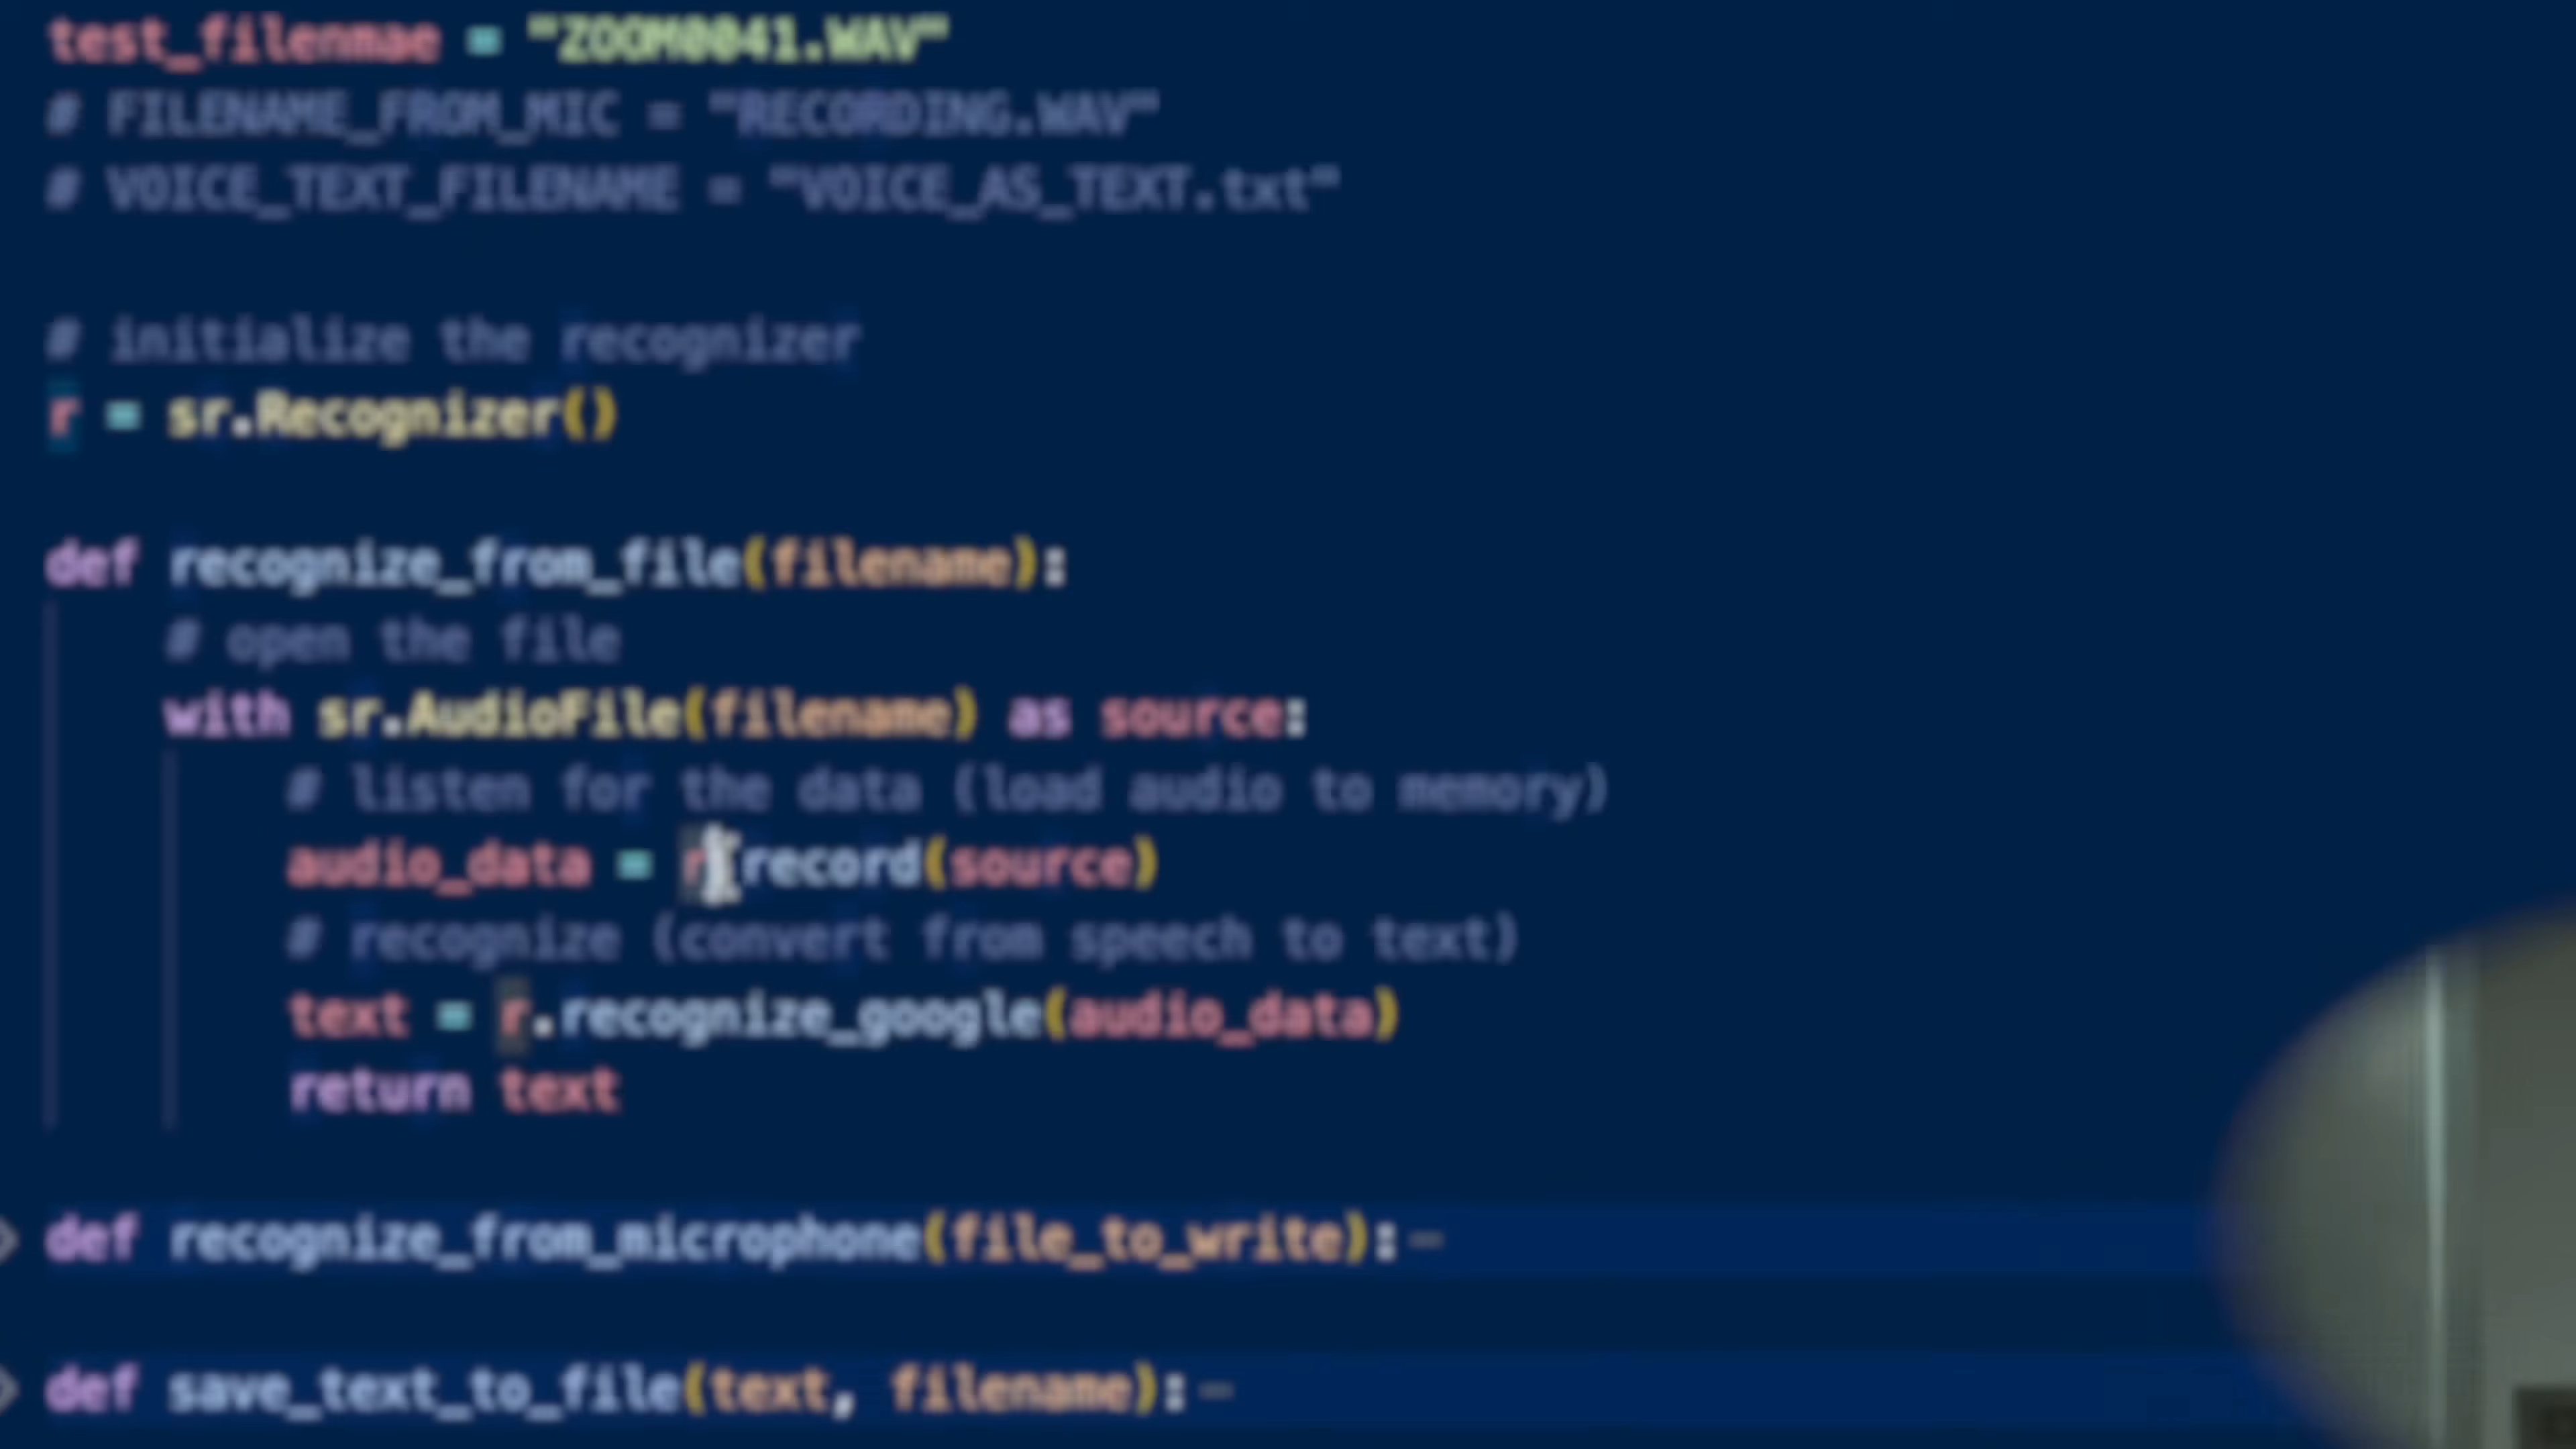 test_filenmae = "ZOOM0041.WAV"
# FILENAME_FROM_MIC = "RECORDING.WAV"
# VOICE_TEXT_FILENAME = "VOICE_AS_TEXT.txt"
# initialize the recognizer
r = sr.Recognizer()
def recognize_from_file(filename):
# open the file
with sr.AudioFile(filename) as source:
# listen for the data (load audio to memory)
audio_data = r.record(source)
# recognize (convert from speech to text)
text = r.recognize_google(audio_data)
return text
def recognize_from_microphone(file_to_write):
def save_text_to_file(text, filename):